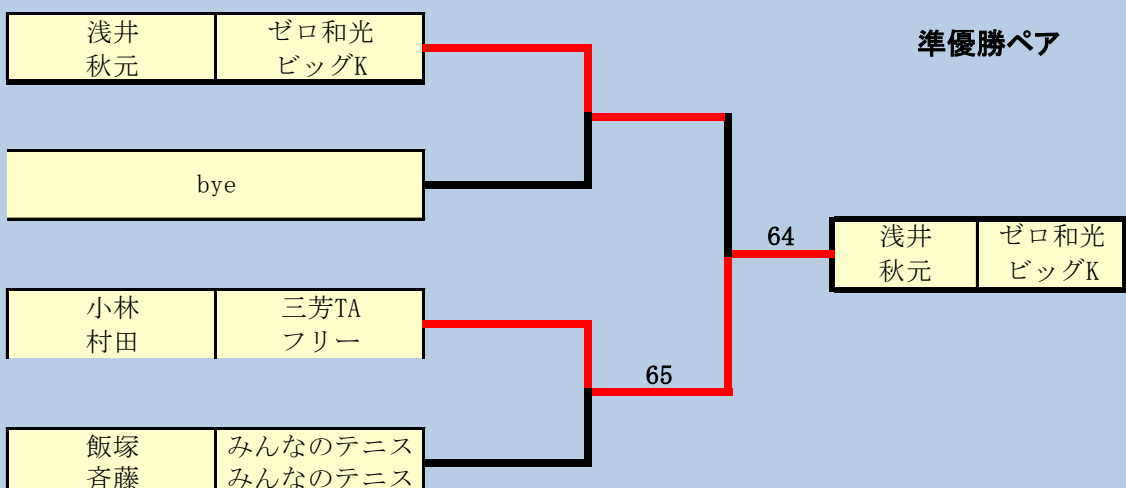 浅井 ゼロ和光
秋元 ビッグK
準優勝ペア
bye
64
浅井 ゼロ和光
秋元 ビッグK
小林 三芳TA
村田 フリー
65
飯塚 みんなのテニス
斉藤 みんなのテニス